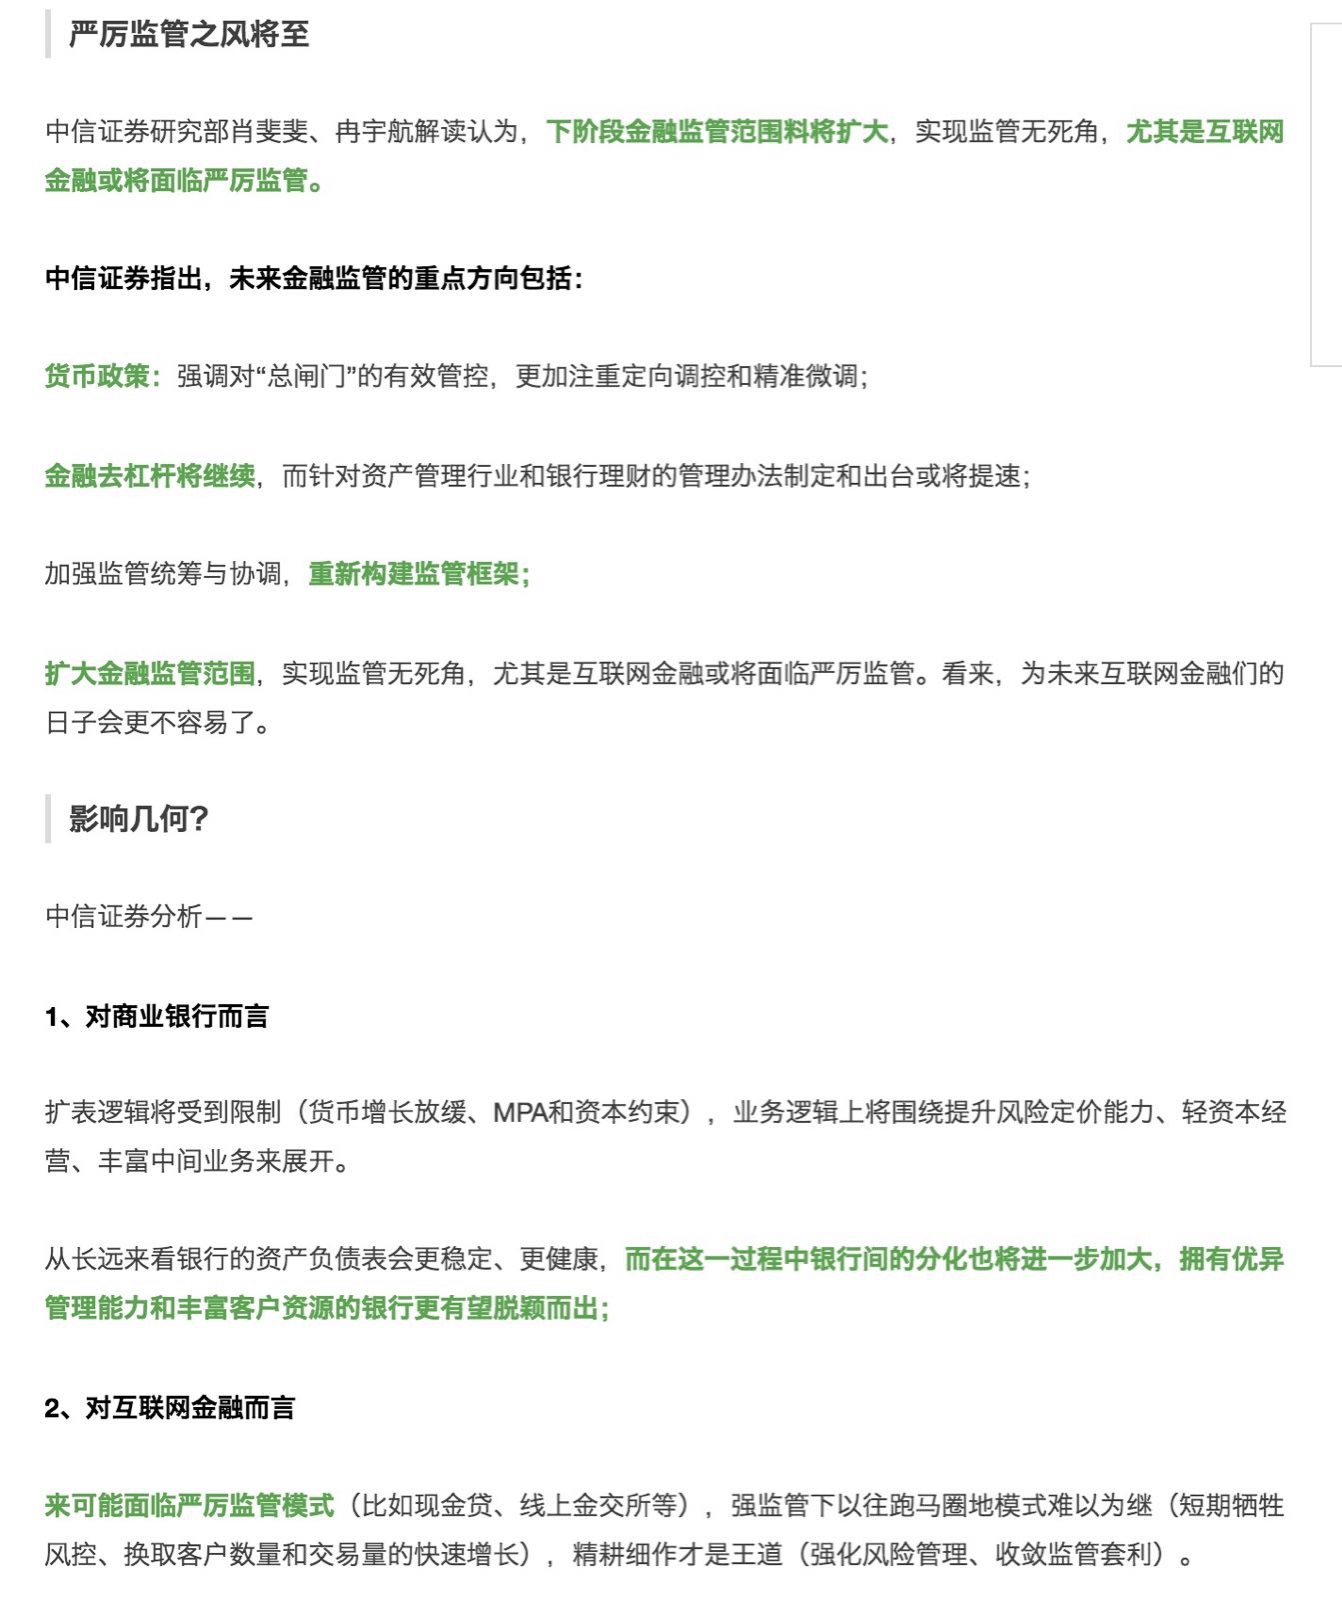 严厉监管之风将至
中信证券研究部肖斐斐、冉宇航解读认为，下阶段金融监管范围料将扩大，实现监管无死角，尤其是互联网
金融或将面临严厉监管。
中信证券指出，未来金融监管的重点方向包括：
货币政策：强调对“总闸门”的有效管控，更加注重定向调控和精准微调；
金融去杠杆将继续，而针对资产管理行业和银行理财的管理办法制定和出台或将提速；
加强监管统筹与协调，重新构建监管框架；
扩大金融监管范围，实现监管无死角，尤其是互联网金融或将面临严厉监管。看来，为未来互联网金融们的
日子会更不容易了。
影响几何？
中信证券分析——
1、对商业银行而言
扩表逻辑将受到限制（货币增长放缓、MPA和资本约束），业务逻辑上将围绕提升风险定价能力、轻资本经
营、丰富中间业务来展开。
从长远来看银行的资产负债表会更稳定、更健康，而在这一过程中银行间的分化也将进一步加大，拥有优异
管理能力和丰富客户资源的银行更有望脱颖而出；
2、对互联网金融而言
来可能面临严厉监管模式（比如现金贷、线上金交所等），强监管下以往跑马圈地模式难以为继（短期牺牲
风控、换取客户数量和交易量的快速增长），精耕细作才是王道（强化风险管理、收敛监管套利）。